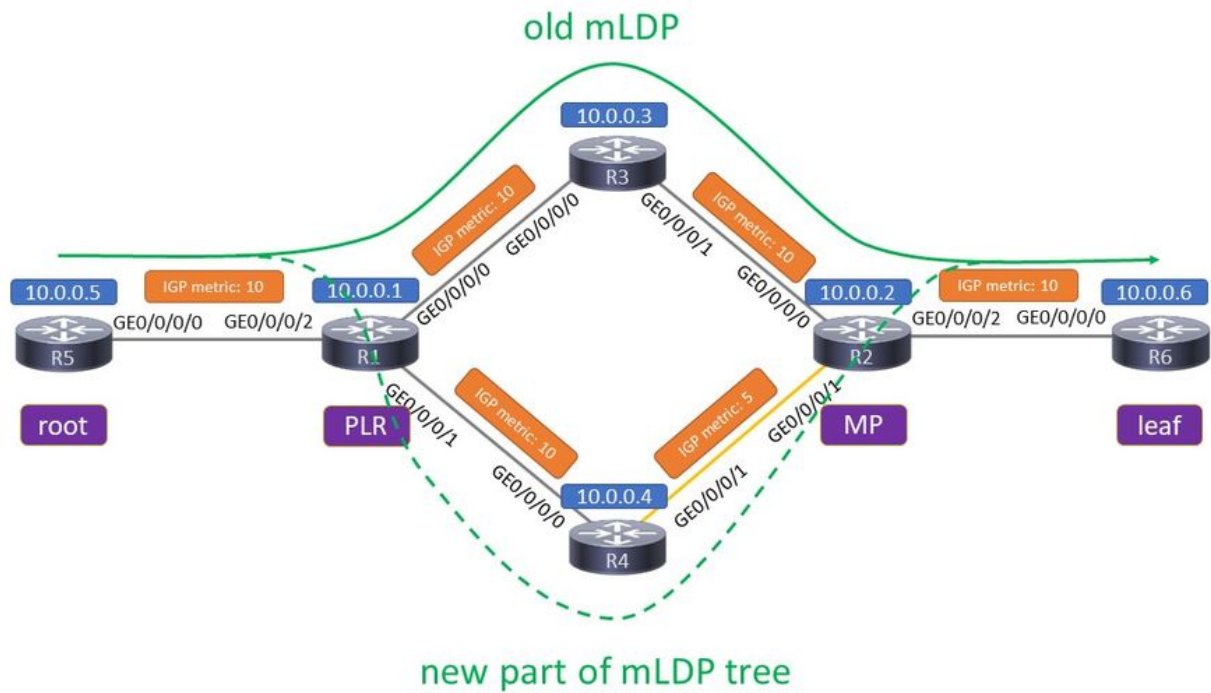 old mLDP
10.0.0.3
R3
IGP metric: 10
GE0/0/0/0
GE0/0/0/1
IGP metric: 10
GE0/0/0/0
GE0/0/0/0
10.0.0.5
IGP metric: 10
10.0.0.1
10.0.0.2
IGP metric: 10
10.0.0.6
GE0/0/0/0
GE0/0/0/2
GE0/0/0/2
GE0/0/0/0
R5
R1
R2
R6
root
PLR
MP
leaf
GE0/0/0/1
IGP metric: 10
IGP metric: 5
GE0/0/0/1
GE0/0/0/0
10.0.0.4
GE0/0/0/1
R4
new part of mLDP tree